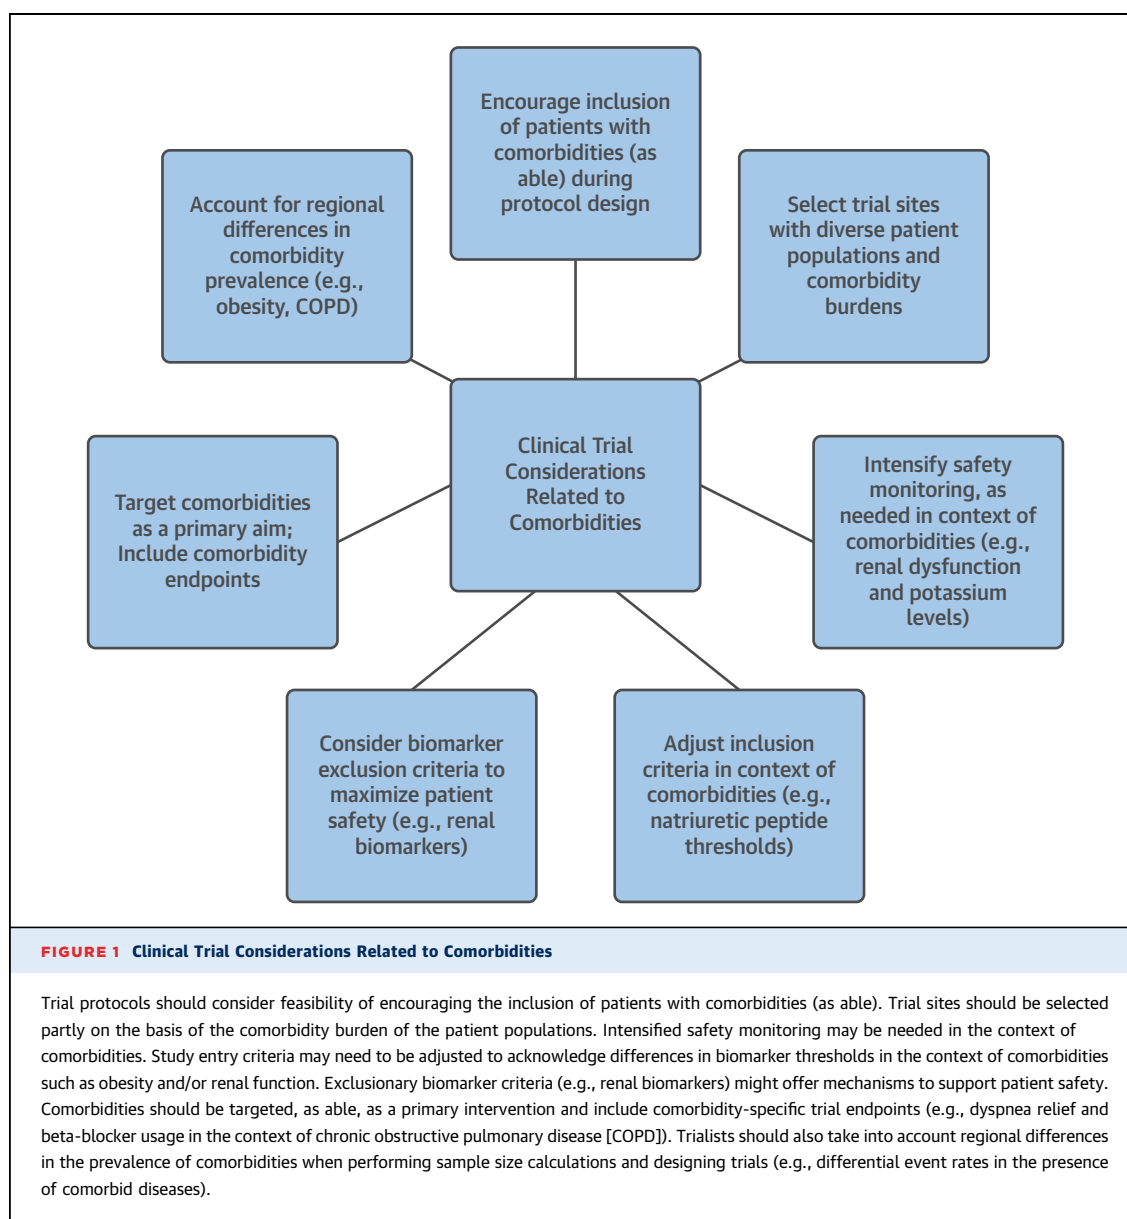 Encourage inclusion
of patients with
comorbidities (as
able) during
protocol design
Account for regional
differences in
comorbidity
prevalence (e.g.,
obesity, COPD)
Select trial sites
with diverse patient
populations and
comorbidity
burdens
Clinical Trial
Considerations
Related to
Comorbidities
Target comorbidities
as a primary aim;
Include comorbidity
endpoints
Intensify safety
monitoring, as
needed in context of
comorbidities (e.g.,
renal dysfunction
and potassium
levels)
Consider biomarker
exclusion criteria to
maximize patient
safety (e.g., renal
biomarkers)
Adjust inclusion
criteria in context of
comorbidities (e.g.,
natriuretic peptide
thresholds)
FIGURE 1 Clinical Trial Considerations Related to Comorbidities
Trial protocols should consider feasibility of encouraging the inclusion of patients with comorbidities (as able). Trial sites should be selected
partly on the basis of the comorbidity burden of the patient populations. Intensified safety monitoring may be needed in the context of
comorbidities. Study entry criteria may need to be adjusted to acknowledge differences in biomarker thresholds in the context of comorbidities
such as obesity and/or renal function. Exclusionary biomarker criteria (e.g., renal biomarkers) might offer mechanisms to support patient safety.
Comorbidities should be targeted, as able, as a primary intervention and include comorbidity-specific trial endpoints (e.g., dyspnea relief and
beta-blocker usage in the context of chronic obstructive pulmonary disease [COPD]). Trialists should also take into account regional differences
in the prevalence of comorbidities when performing sample size calculations and designing trials (e.g., differential event rates in the presence
of comorbid diseases).